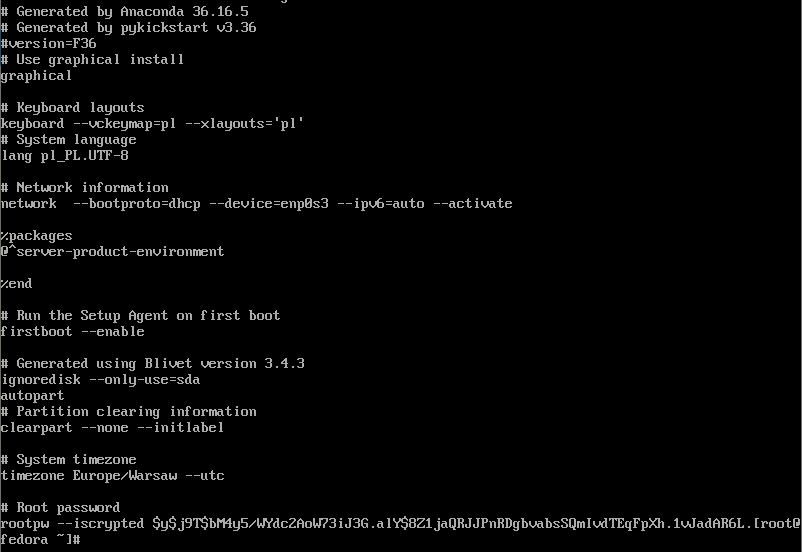 # Generated by Anaconda 36.16.5
# Generated by pykickstart v3.36
#version=F36
# Use graphical install
graphical
# Keyboard layouts
keyboard --vckeymap=pl --xlayouts='pl'
# System language
lang pl_PL.UTF-8
# Network information
network  --bootproto=dhcp --device=enp0s3 --ipv6=auto --activate
%packages
@^server-product-environment
%end
# Run the Setup Agent on first boot
firstboot --enable
# Generated using Blivet version 3.4.3
ignoredisk --only-use=sda
autopart
# Partition clearing information
clearpart --none --initlabel
# System timezone
timezone Europe/Warsaw --utc
# Root password
rootpw --iscrypted $y$j9T$bM4y5/WYdc2AoW73iJ3G.alY$8Z1jaQRJJPnRDgbvabsSQmIvdTEqFpXh.1wJadAR6L.[root@
fedora ~]#